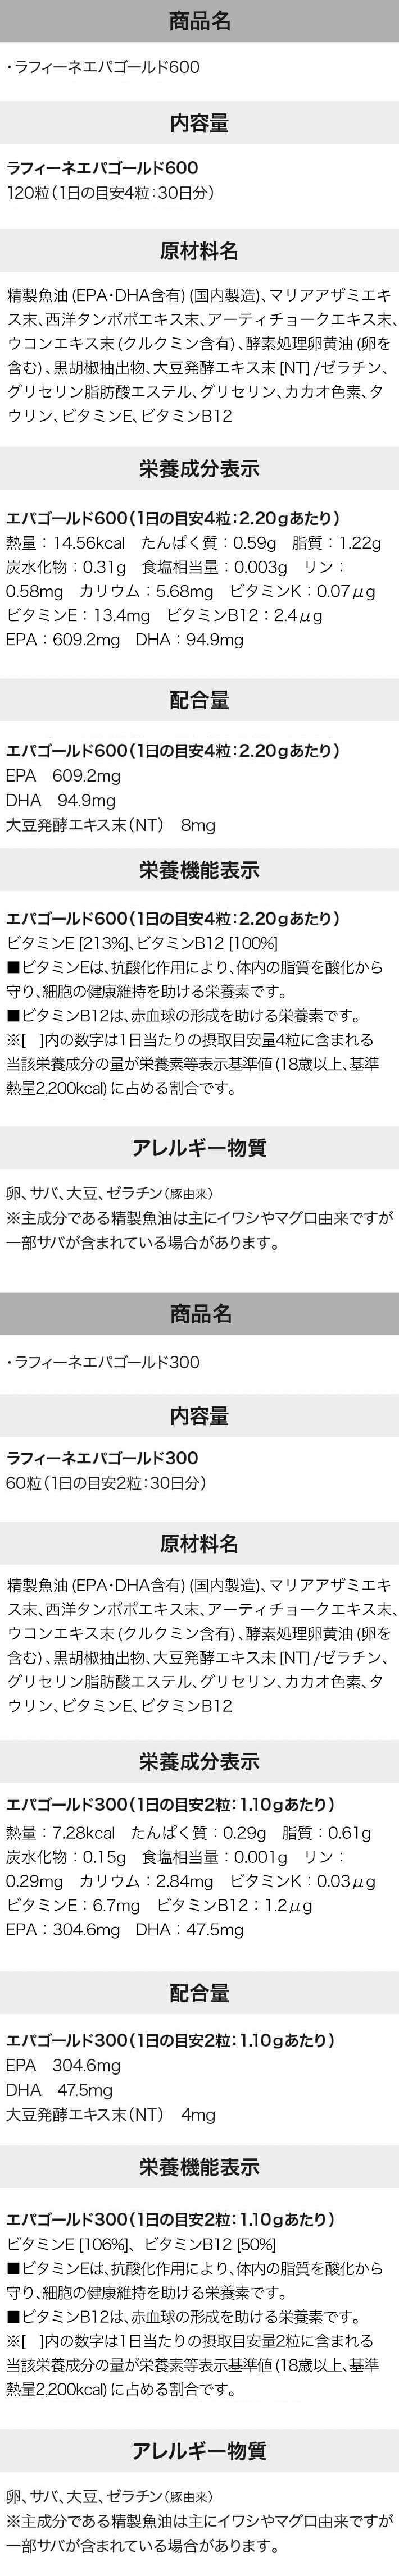 商品名
・ラフィーネエパゴールド600
内容量
ラフィーネエパゴールド600
120粒（1日の目安4粒：30日分）
原材料名
精製魚油 (EPA・DHA含有) (国内製造)、マリアアザミエキ
ス末、西洋タンポポエキス末、アーティチョークエキス末、
ウコンエキス末 (クルクミン含有) 、酵素処理卵黄油 (卵を
含む) 、黒胡椒抽出物、大豆発酵エキス末 [NT] /ゼラチン、
グリセリン脂肪酸エステル、グリセリン、カカオ色素、タ
ウリン、ビタミンE、ビタミンB12
栄養成分表示
エパゴールド600（1日の目安4粒：2.20gあたり）
熱量：14.56kcal　たんぱく質：0.59g　脂質：1.22g
炭水化物：0.31g　食塩相当量：0.003g　リン：
0.58mg　カリウム：5.68mg　ビタミンK：0.07μg
ビタミンE：13.4mg　ビタミンB12：2.4μg
EPA：609.2mg　DHA：94.9mg
配合量
エパゴールド600（1日の目安4粒：2.20gあたり）
EPA　609.2mg
DHA　94.9mg
大豆発酵エキス末（NT）　8mg
栄養機能表示
エパゴールド600（1日の目安4粒：2.20gあたり）
ビタミンE [213%]、ビタミンB12 [100%]
■ビタミンEは、抗酸化作用により、体内の脂質を酸化から
守り、細胞の健康維持を助ける栄養素です。
■ビタミンB12は、赤血球の形成を助ける栄養素です。
※[　]内の数字は1日当たりの摂取目安量4粒に含まれる
当該栄養成分の量が栄養素等表示基準値 (18歳以上、基準
熱量2,200kcal) に占める割合です。
アレルギー物質
卵、サバ、大豆、ゼラチン（豚由来）
※主成分である精製魚油は主にイワシやマグロ由来ですが
一部サバが含まれている場合があります。
商品名
・ラフィーネエパゴールド300
内容量
ラフィーネエパゴールド300
60粒（1日の目安2粒：30日分）
原材料名
精製魚油 (EPA・DHA含有) (国内製造)、マリアアザミエキ
ス末、西洋タンポポエキス末、アーティチョークエキス末、
ウコンエキス末 (クルクミン含有) 、酵素処理卵黄油 (卵を
含む) 、黒胡椒抽出物、大豆発酵エキス末 [NT] /ゼラチン、
グリセリン脂肪酸エステル、グリセリン、カカオ色素、タ
ウリン、ビタミンE、ビタミンB12
栄養成分表示
エパゴールド300（1日の目安2粒：1.10gあたり）
熱量：7.28kcal　たんぱく質：0.29g　脂質：0.61g
炭水化物：0.15g　食塩相当量：0.001g　リン：
0.29mg　カリウム：2.84mg　ビタミンK：0.03μg
ビタミンE：6.7mg　ビタミンB12：1.2μg
EPA：304.6mg　DHA：47.5mg
配合量
エパゴールド300（1日の目安2粒：1.10gあたり）
EPA　304.6mg
DHA　47.5mg
大豆発酵エキス末（NT）　4mg
栄養機能表示
エパゴールド300（1日の目安2粒：1.10gあたり）
ビタミンE [106%]、ビタミンB12 [50%]
■ビタミンEは、抗酸化作用により、体内の脂質を酸化から
守り、細胞の健康維持を助ける栄養素です。
■ビタミンB12は、赤血球の形成を助ける栄養素です。
※[　]内の数字は1日当たりの摂取目安量2粒に含まれる
当該栄養成分の量が栄養素等表示基準値 (18歳以上、基準
熱量2,200kcal) に占める割合です。
アレルギー物質
卵、サバ、大豆、ゼラチン（豚由来）
※主成分である精製魚油は主にイワシやマグロ由来ですが
一部サバが含まれている場合があります。